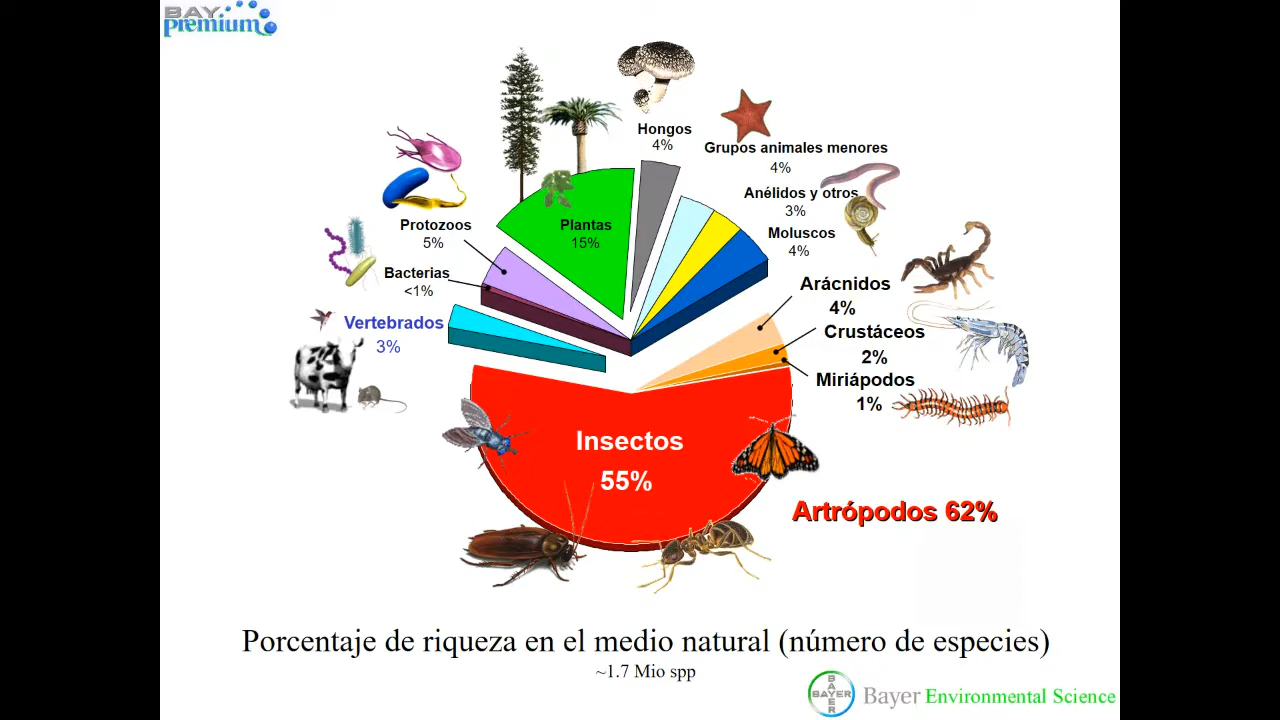 BAY
premium
Hongos
4%
Grupos animales menores
4%
Anélidos y otros
3%
Moluscos
4%
Plantas
15%
Protozoos
5%
Bacterias
<1%
Vertebrados
3%
Arácnidos
4%
Crustáceos
2%
Miriápodos
1%
Insectos
55%
Artrópodos 62%
Porcentaje de riqueza en el medio natural (número de especies)
~1.7 Mio spp
BAYER
BAYER
Bayer Environmental Science